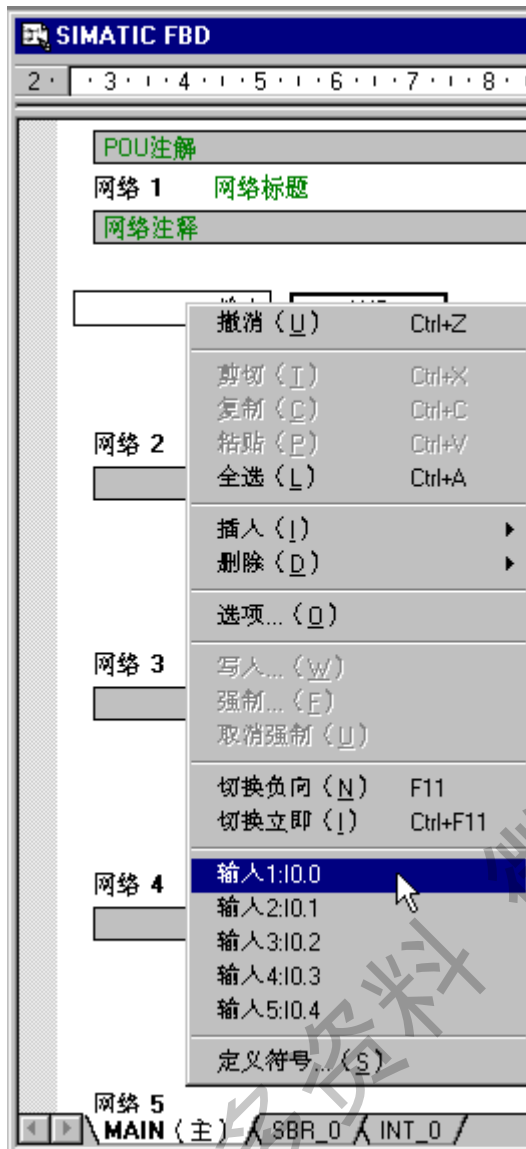 SIMATIC FBD
2 · · 3 · ı · 4 · ı · 5 · ı · 6 · ı · 7 · ı · 8 ·
POU注解
网络 1 网络标题
网络注释
撤消（U） Ctrl+Z
剪切（T） Ctrl+X
复制（C） Ctrl+C
网络 2
粘贴（P） Ctrl+V
全选（L） Ctrl+A
插入（I）
删除（D）
选项...（O）
网络 3
写入...（W）
强制...（F）
取消强制（U）
切换负向（N） F11
切换立即（I） Ctrl+F11
网络 4
输入1:I0.0
输入2:I0.1
输入3:I0.2
输入4:I0.3
输入5:I0.4
定义符号...（S）
网络 5
MAIN（主） SBR_0 INT_0
资料